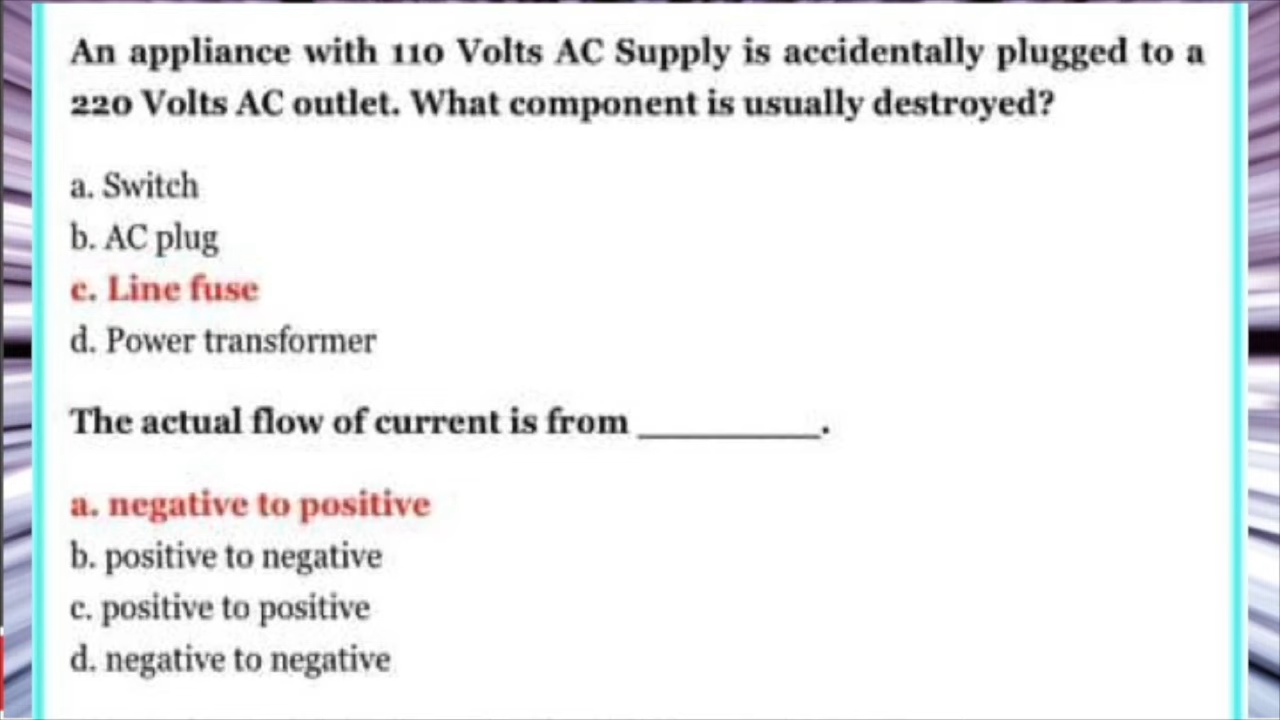 An appliance with 110 Volts AC Supply is accidentally plugged to a
220 Volts AC outlet. What component is usually destroyed?
a. Switch
b. AC plug
c. Line fuse
d. Power transformer
The actual flow of current is from __________.
a. negative to positive
b. positive to negative
c. positive to positive
d. negative to negative